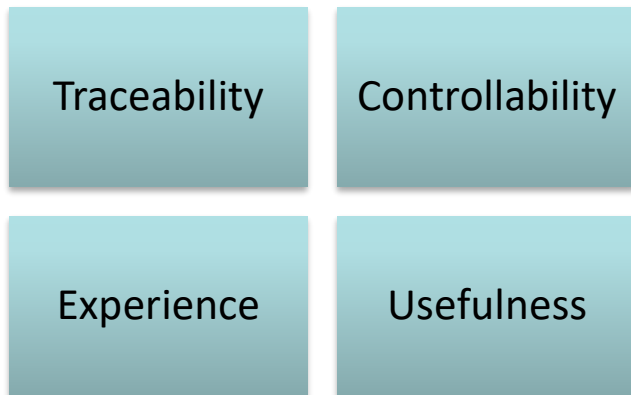 Traceability
Controllability
Experience
Usefulness